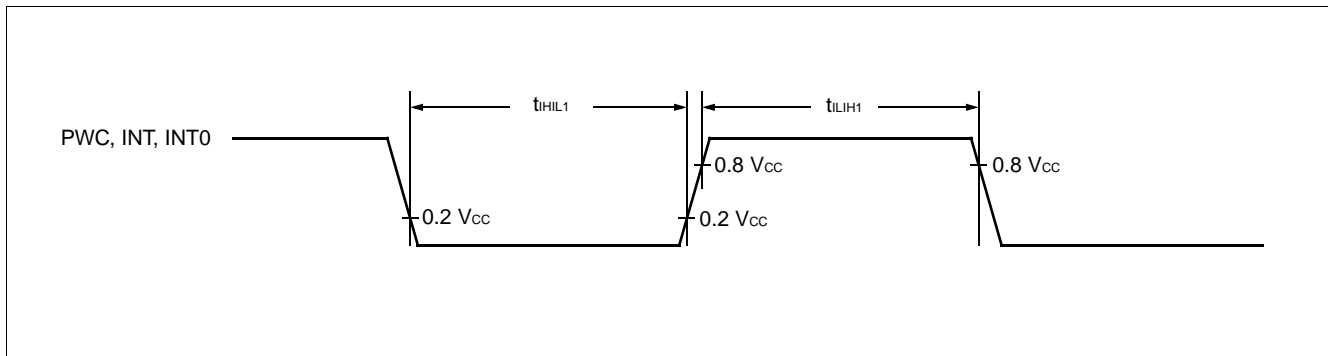 tIHIL1 tILIH1
PWC, INT, INT0
0.8 VCC 0.8 VCC
0.2 VCC 0.2 VCC